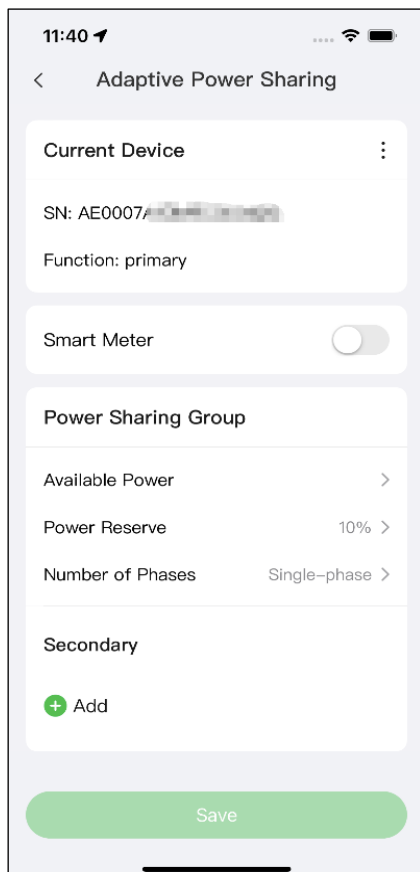 11:40
Adaptive Power Sharing
Current Device
SN: AE0007
Function: primary
Smart Meter
Power Sharing Group
Available Power
Power Reserve 10%
Number of Phases Single-phase
Secondary
Add
Save